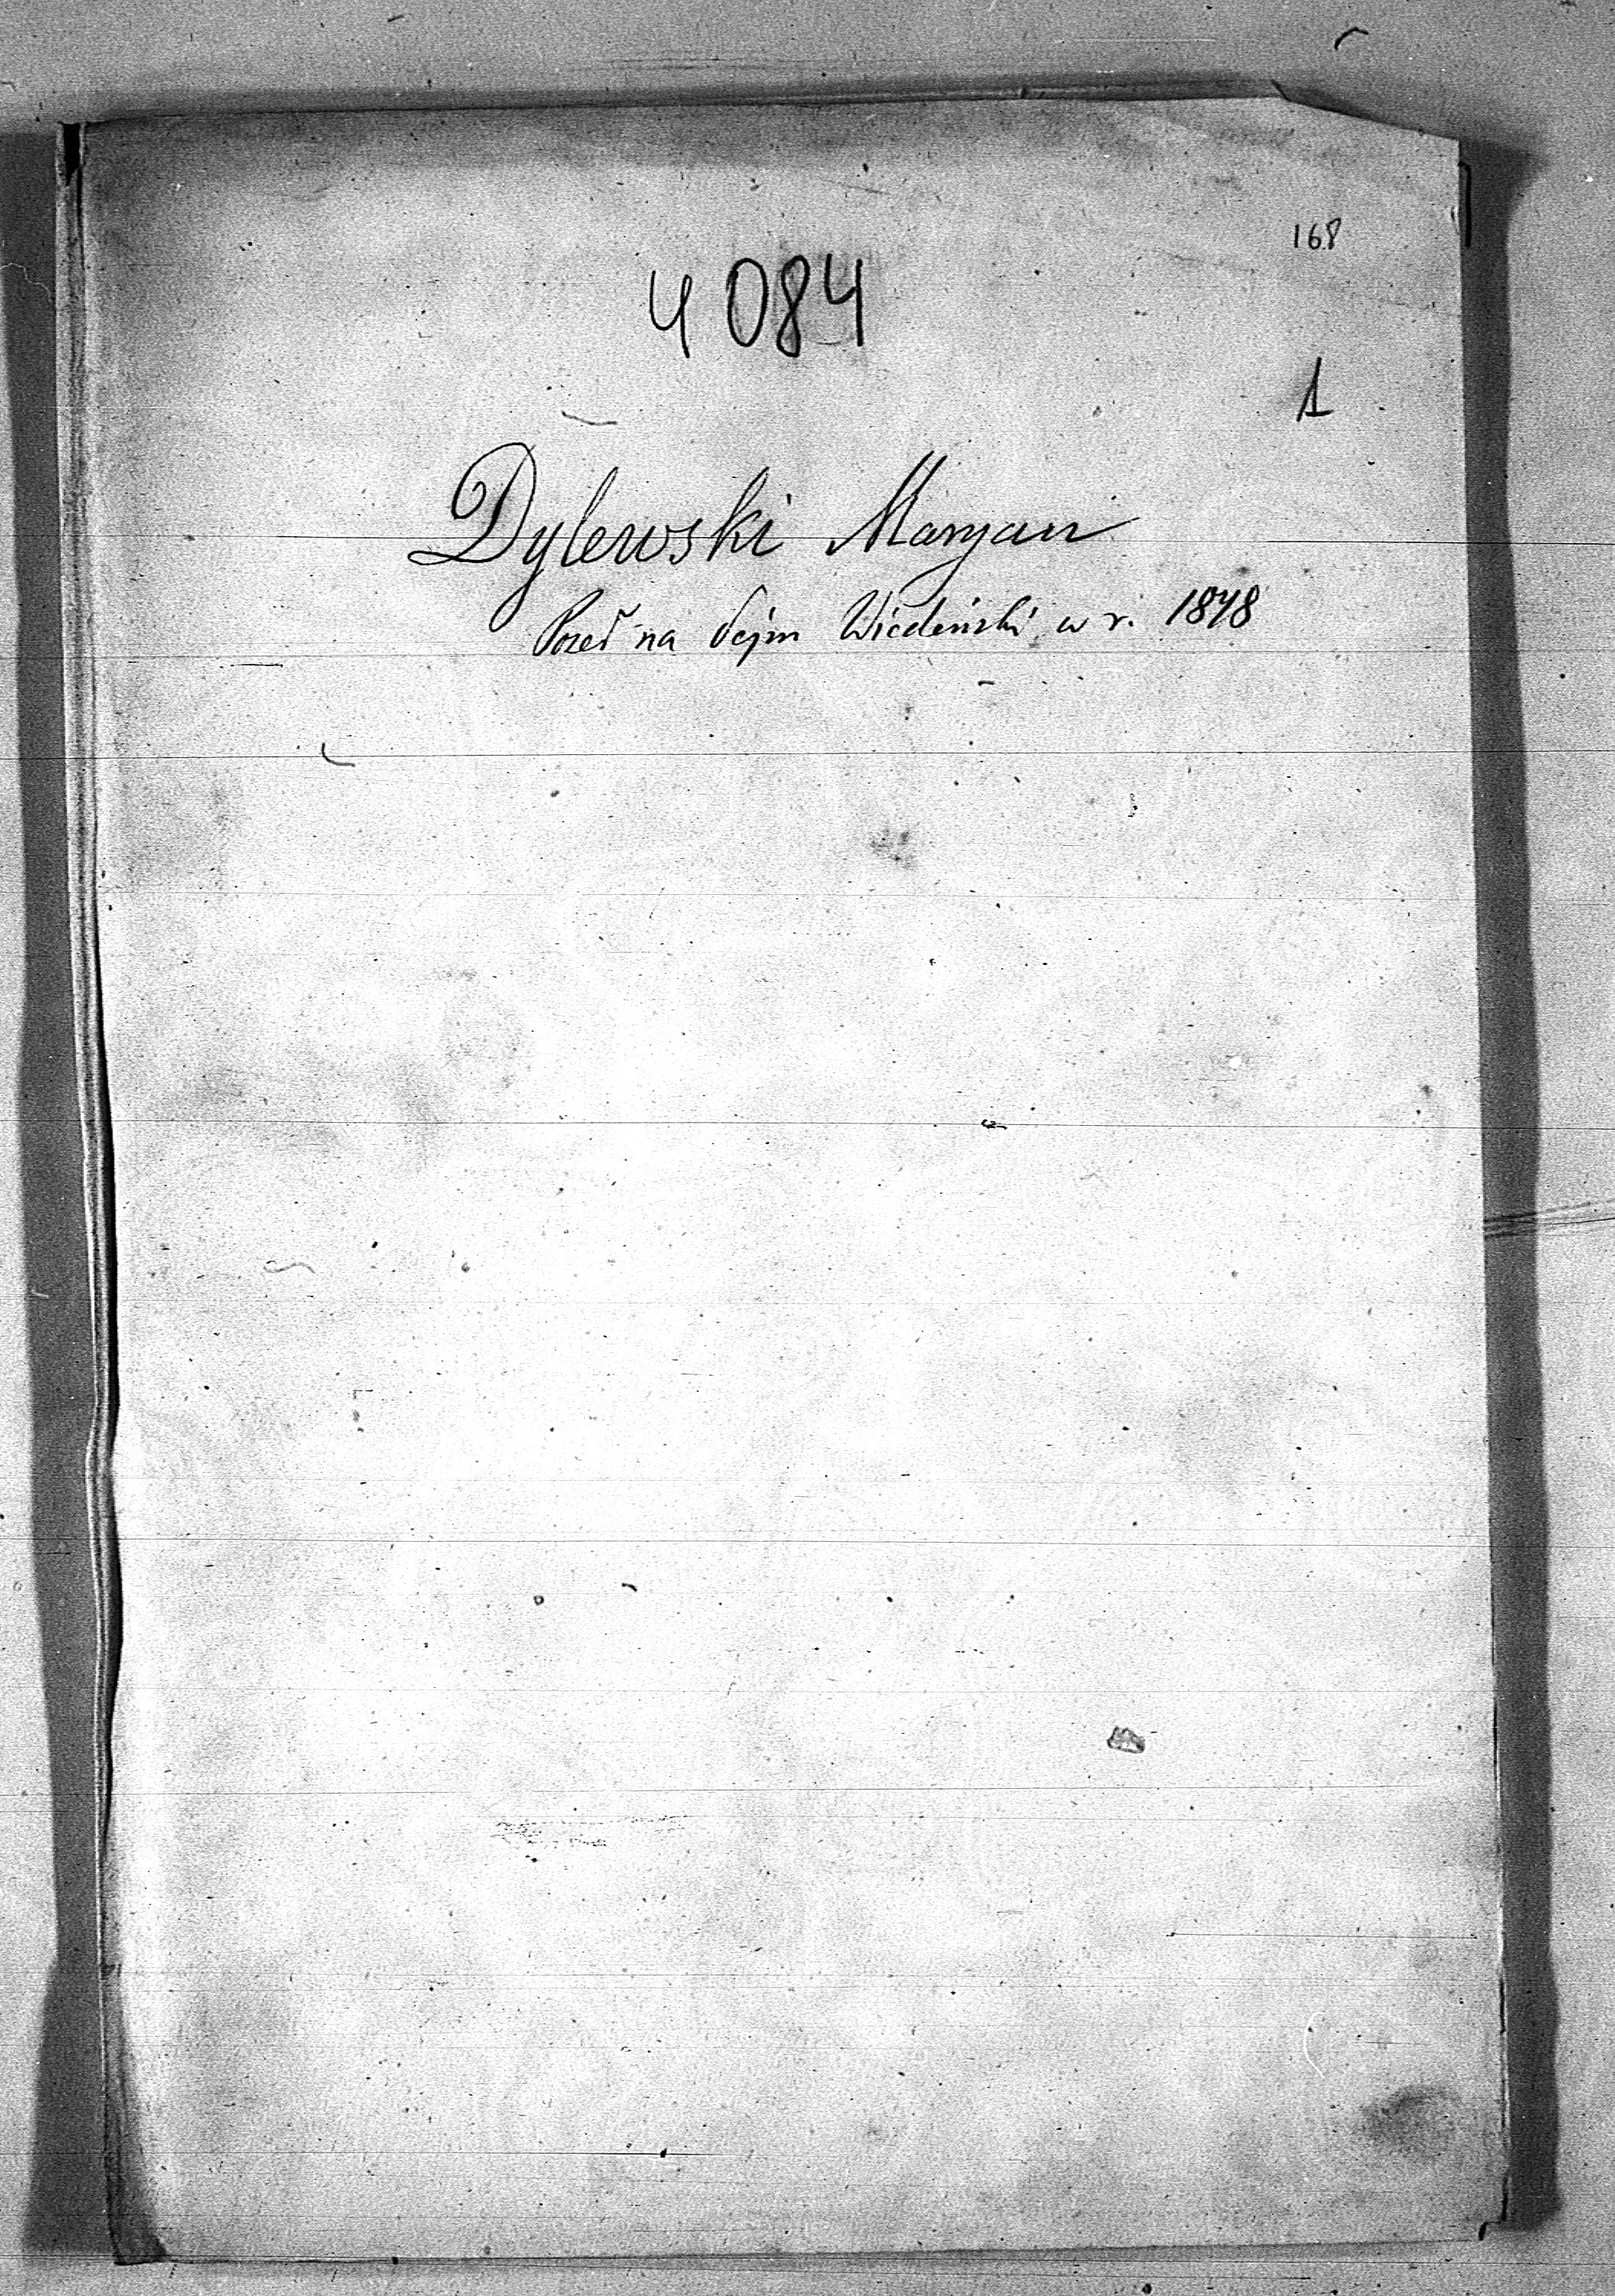 168
4084
1
Dylewski Maryan
Poseł na Sejm Wiedeński w r. 1848